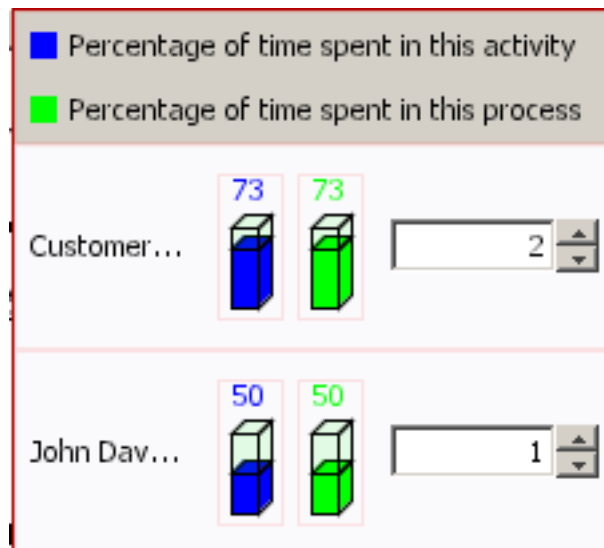 Percentage of time spent in this activity
Percentage of time spent in this process
73 73
Customer... 2
50 50
John Dav... 1